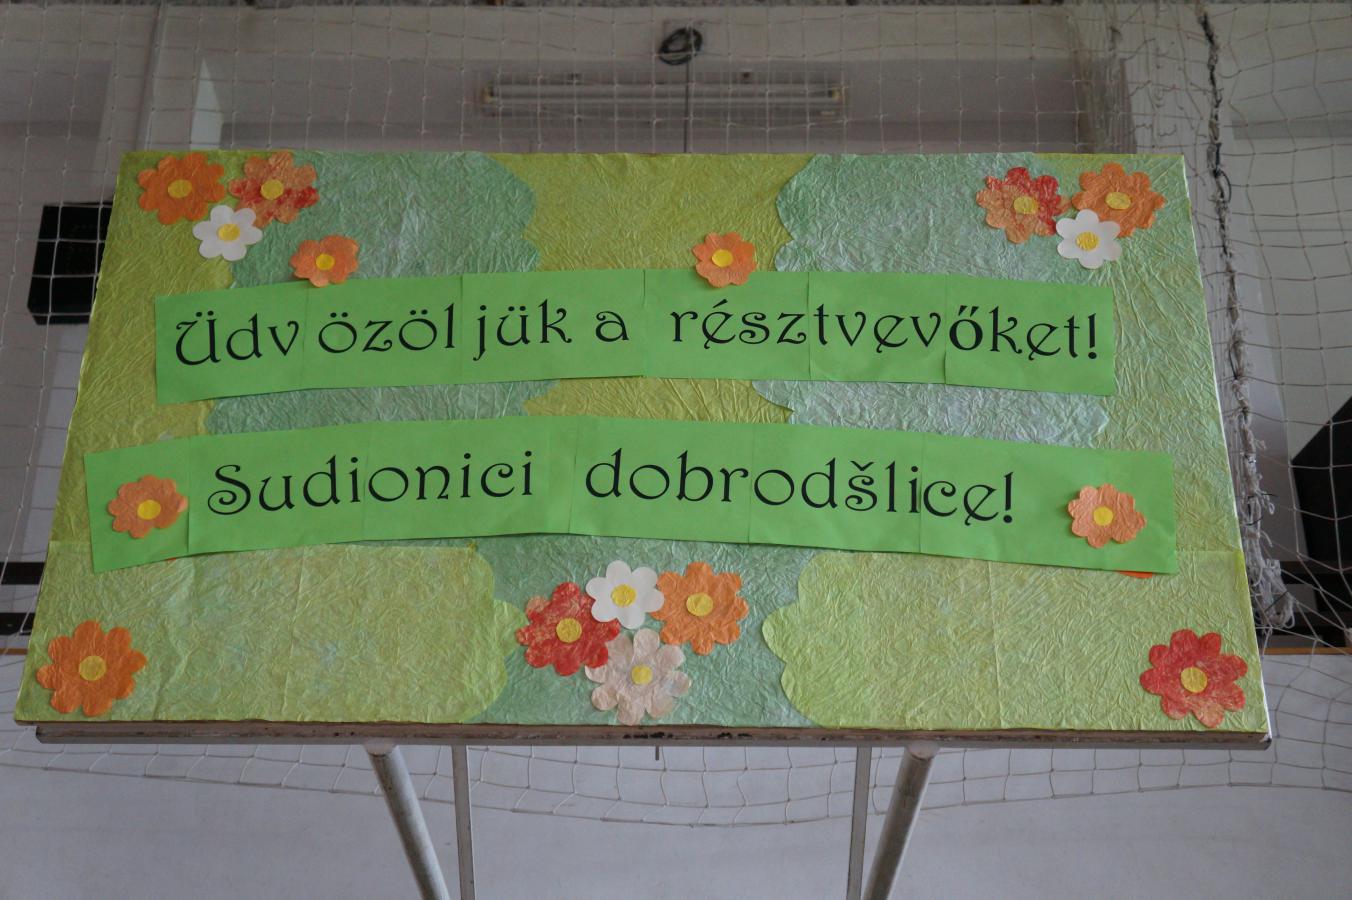 Üdvözöljük a résztvevőket!
Sudionici dobrodšlice!